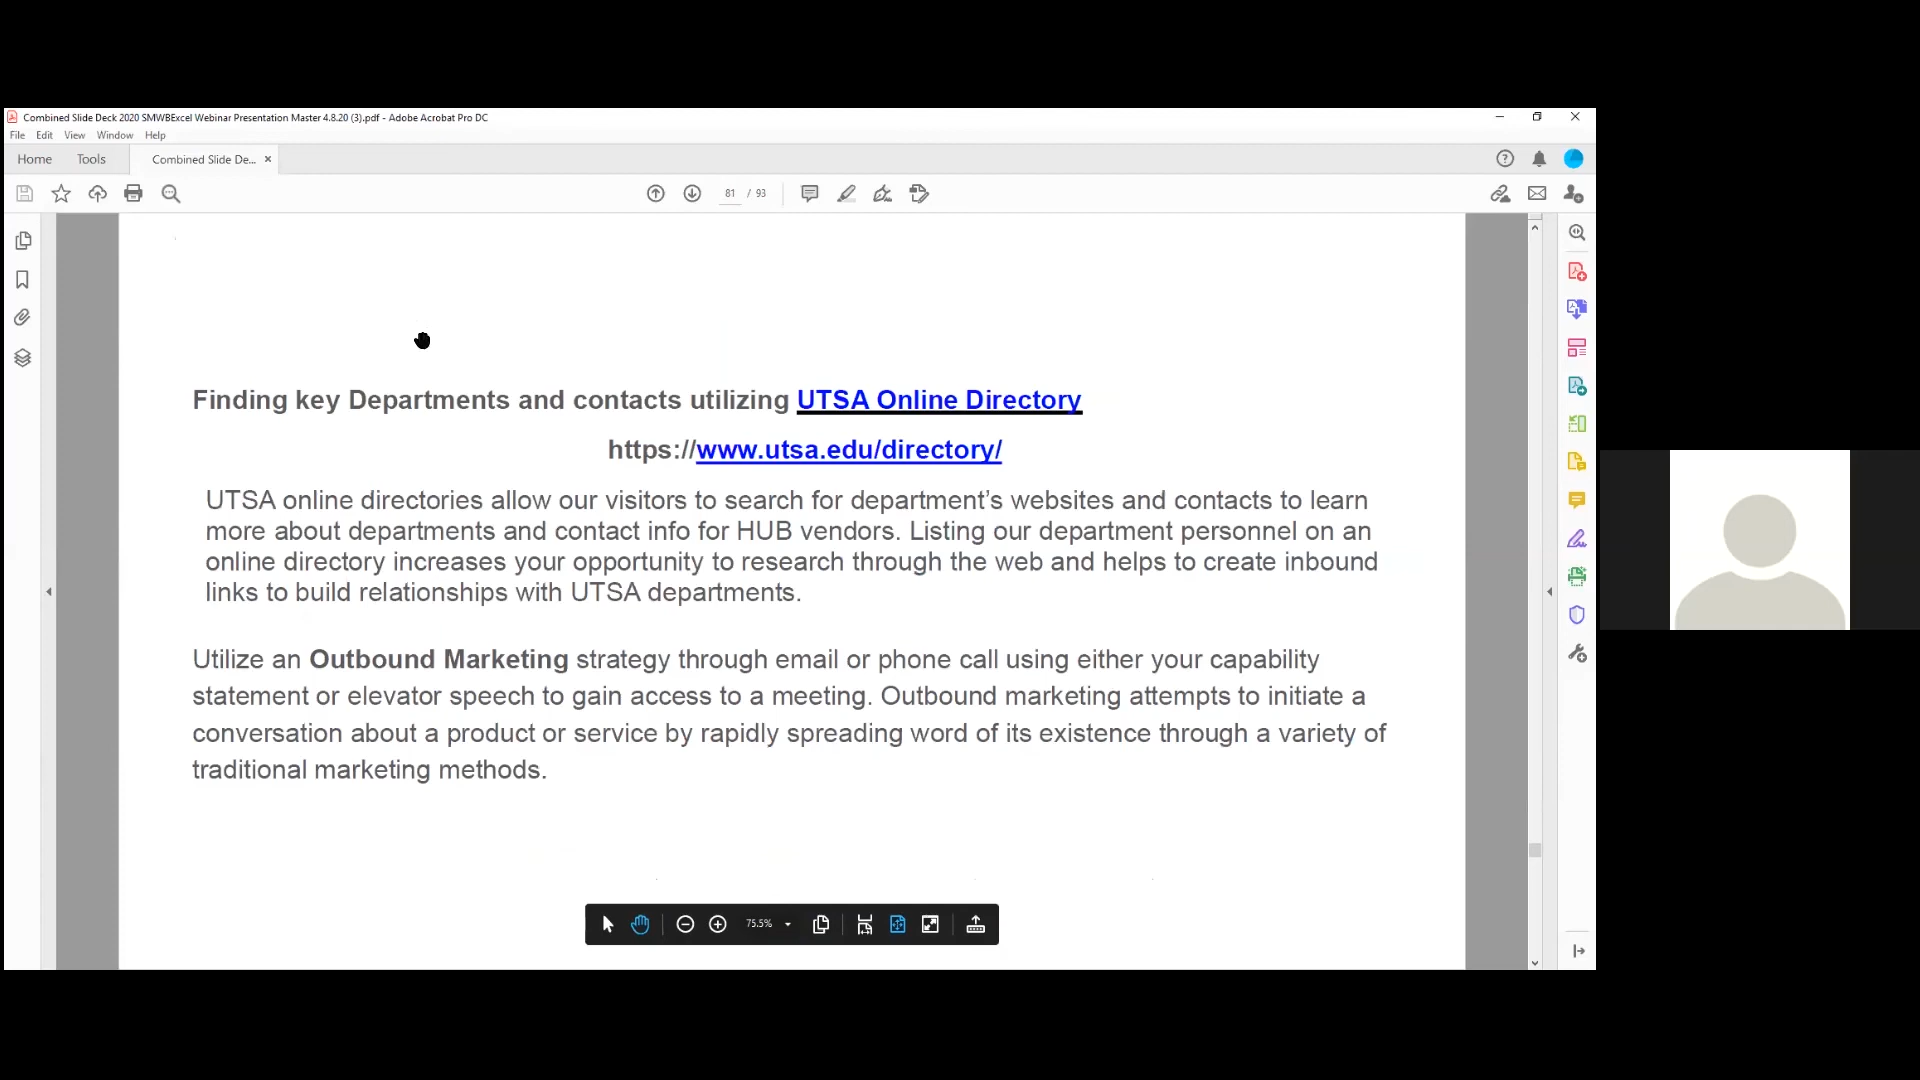 Combined Slide Deck 2020 SMWBExcel Webinar Presentation Master 4.8.20 (3).pdf - Adobe Acrobat Pro DC
File Edit View Window Help
Home Tools Combined Slide De... ×
81 / 93
Finding key Departments and contacts utilizing UTSA Online Directory
https://www.utsa.edu/directory/
UTSA online directories allow our visitors to search for department’s websites and contacts to learn
more about departments and contact info for HUB vendors. Listing our department personnel on an
online directory increases your opportunity to research through the web and helps to create inbound
links to build relationships with UTSA departments.
Utilize an Outbound Marketing strategy through email or phone call using either your capability
statement or elevator speech to gain access to a meeting. Outbound marketing attempts to initiate a
conversation about a product or service by rapidly spreading word of its existence through a variety of
traditional marketing methods.
75.5%